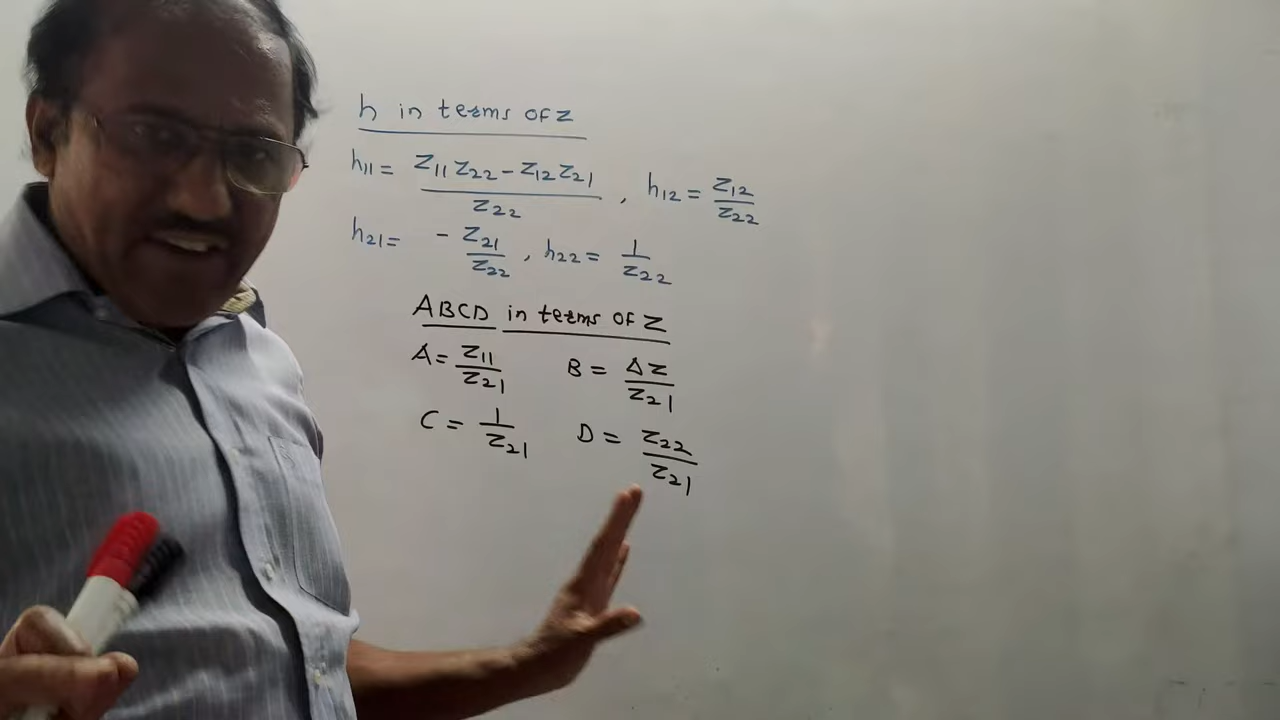 h in terms of Z
h11 = Z11 Z22 - Z12 Z21 / Z22 , h12 = Z12 / Z22
h21 = - Z21 / Z22 , h22 = 1 / Z22
ABCD in terms of Z
A = Z11 / Z21 B = ΔZ / Z21
C = 1 / Z21 D = Z22 / Z21